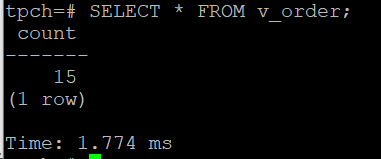 tpch=# SELECT * FROM v_order;
 count
-------
    15
(1 row)

Time: 1.774 ms